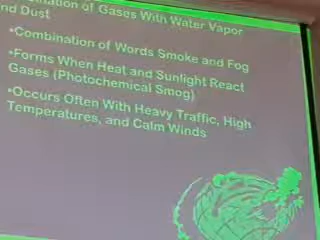 of Gases With Water Vapor
nd Dust
•Combination of Words Smoke and Fog
•Forms When Heat and Sunlight React
Gases (Photochemical Smog)
•Occurs Often With Heavy Traffic, High
Temperatures, and Calm Winds